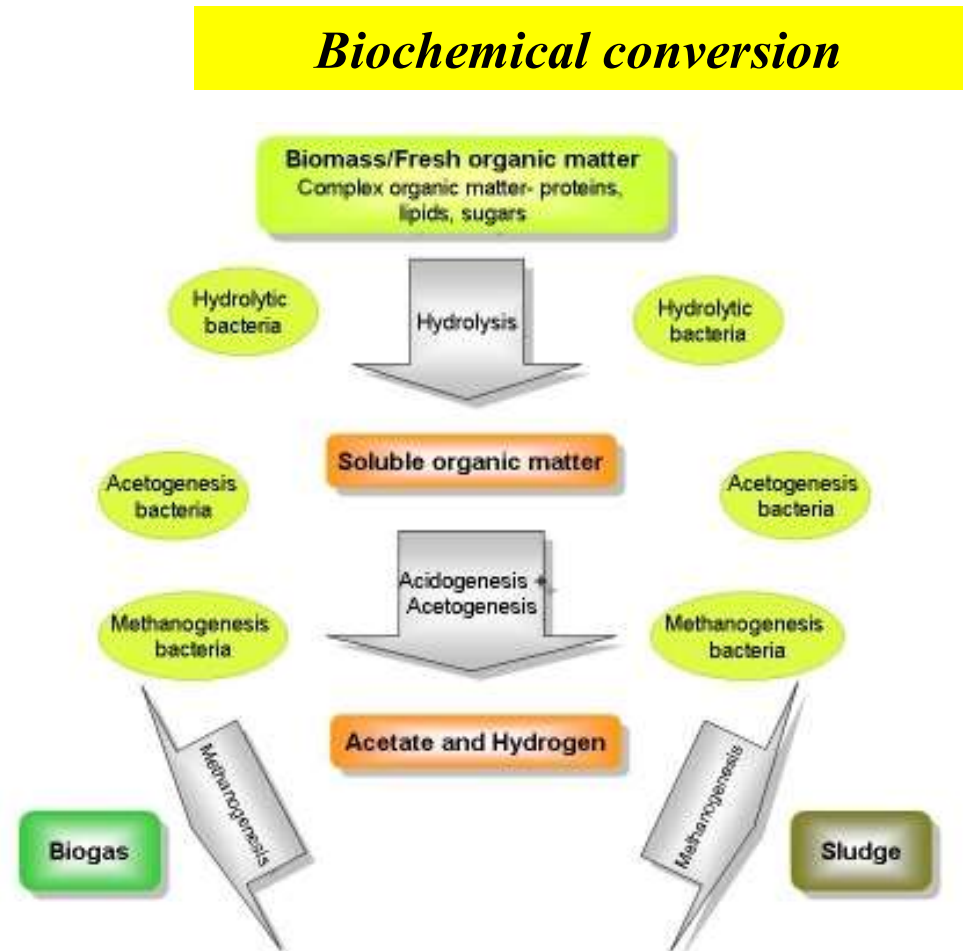 Biochemical conversion
Biomass/Fresh organic matter
Complex organic matter- proteins,
lipids, sugars
Hydrolytic
bacteria
Hydrolysis
Hydrolytic
bacteria
Soluble organic matter
Acetogenesis
bacteria
Acetogenesis
bacteria
Acidogenesis +
Acetogenesis
Methanogenesis
bacteria
Methanogenesis
bacteria
Acetate and Hydrogen
Methanogenesis
Methanogenesis
Biogas
Sludge